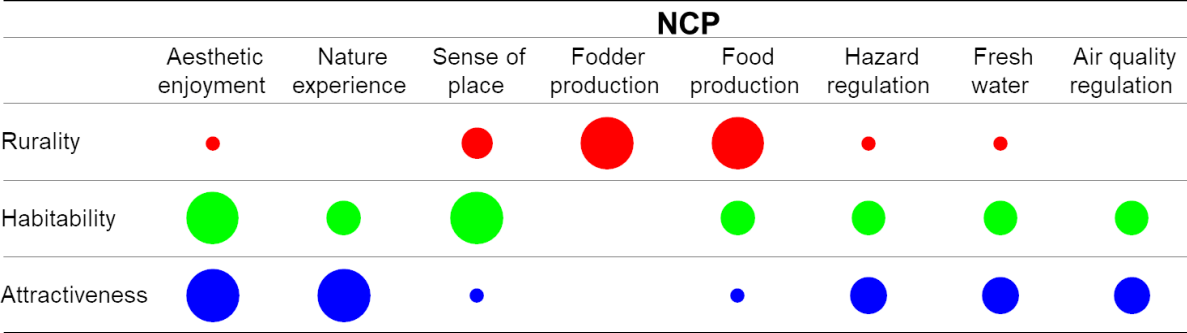 NCP
Aesthetic enjoyment
Nature experience
Sense of place
Fodder production
Food production
Hazard regulation
Fresh water
Air quality regulation
Rurality
Habitability
Attractiveness